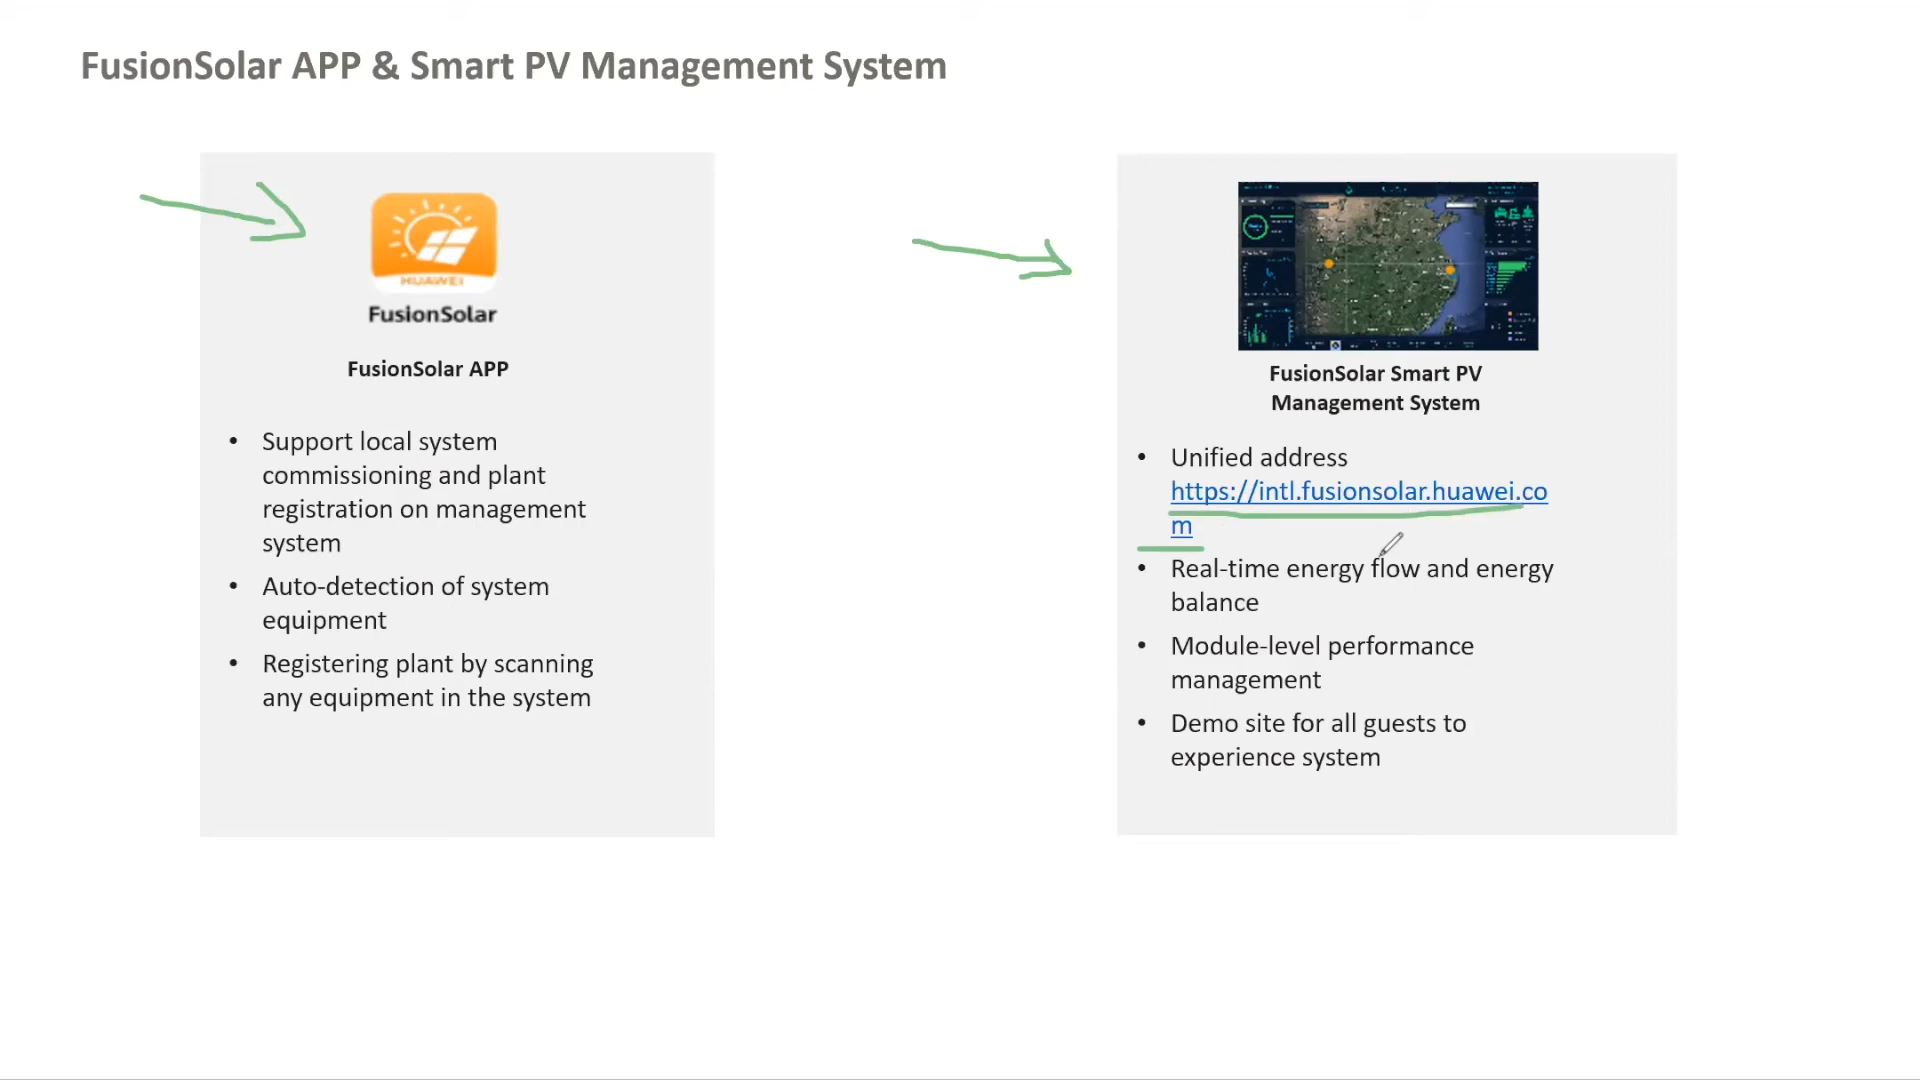 FusionSolar APP & Smart PV Management System
HUAWEI
FusionSolar
FusionSolar APP
• Support local system
commissioning and plant
registration on management
system
• Auto-detection of system
equipment
• Registering plant by scanning
any equipment in the system
FusionSolar Smart PV
Management System
• Unified address
https://intl.fusionsolar.huawei.co
m
• Real-time energy flow and energy
balance
• Module-level performance
management
• Demo site for all guests to
experience system